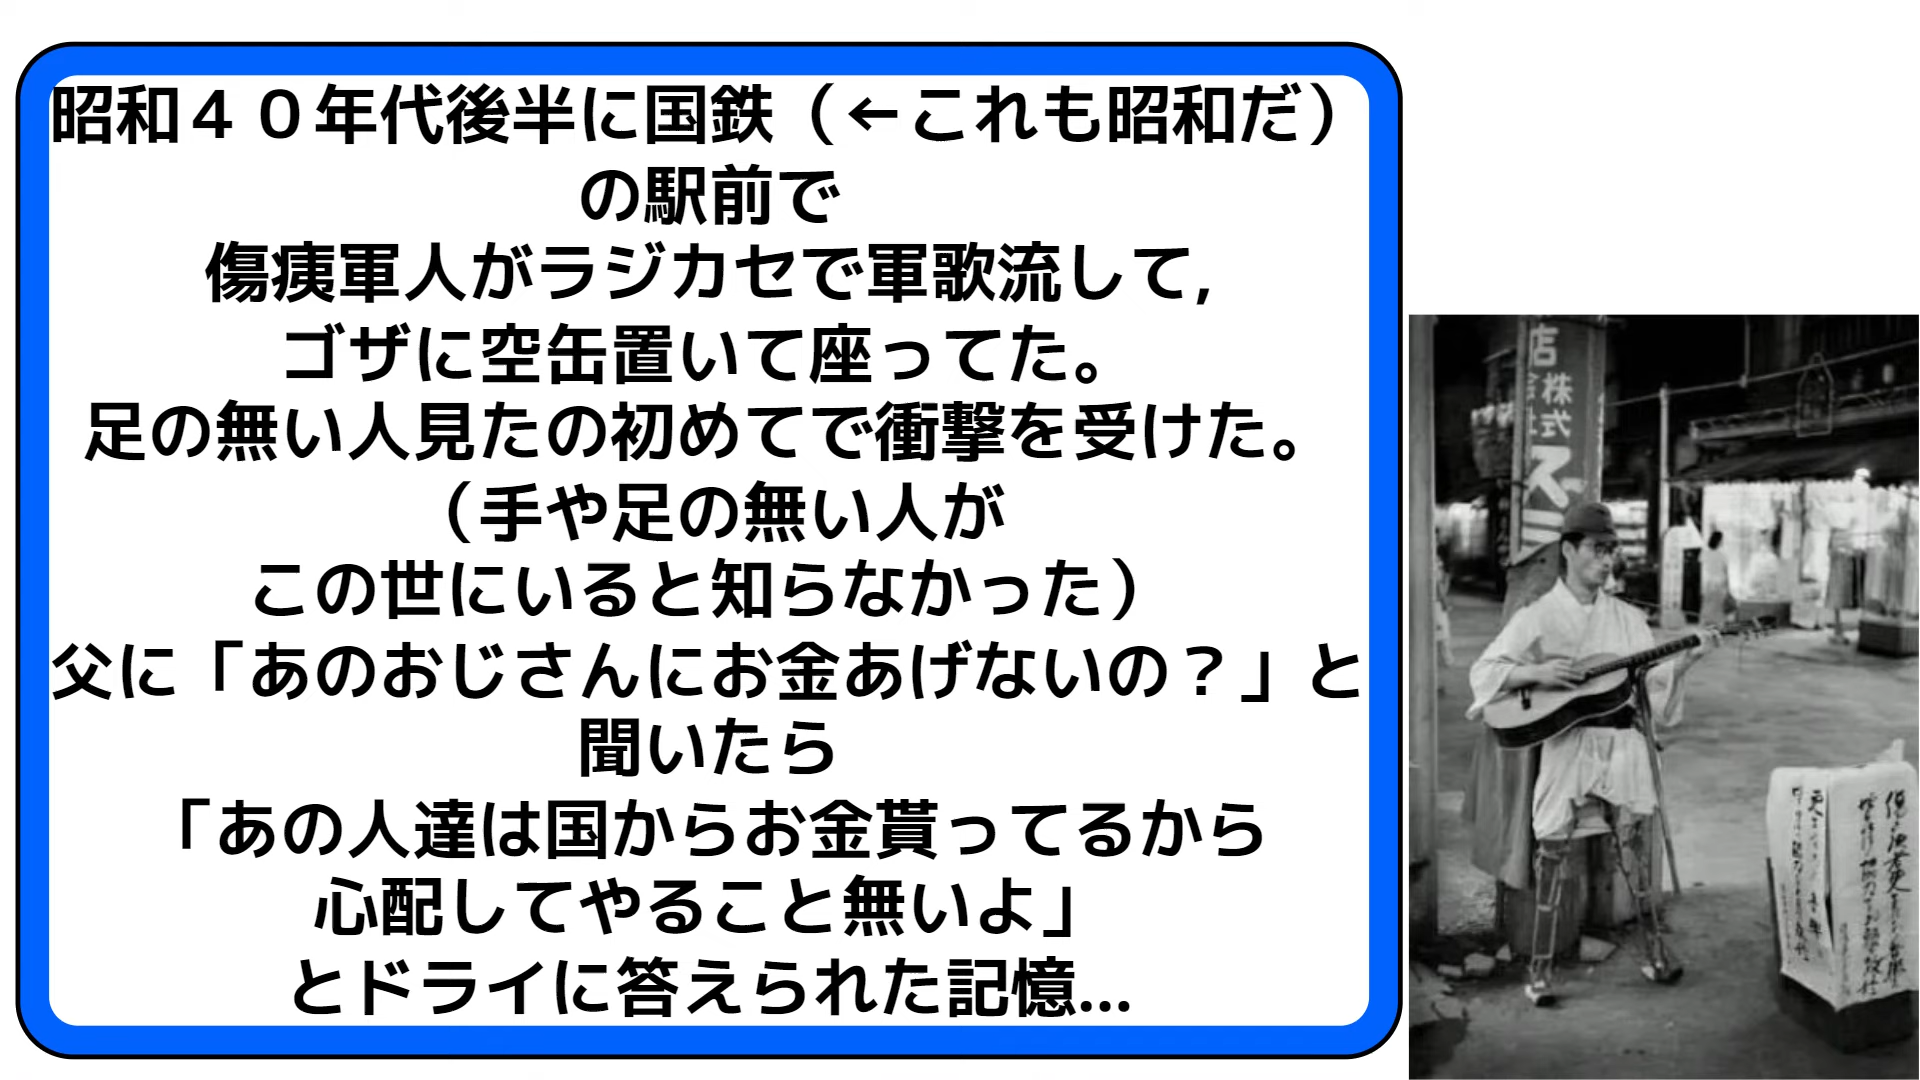 昭和４０年代後半に国鉄（←これも昭和だ）
の駅前で
傷痍軍人がラジカセで軍歌流して,
ゴザに空缶置いて座ってた。
足の無い人見たの初めてで衝撃を受けた。
（手や足の無い人が
この世にいると知らなかった）
父に「あのおじさんにお金あげないの？」と
聞いたら
「あの人達は国からお金貰ってるから
心配してやること無いよ」
とドライに答えられた記憶...
店
株式
ス